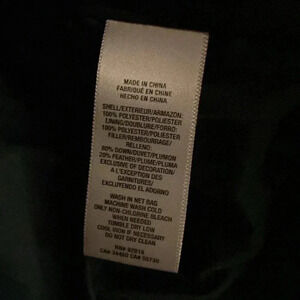 MADE IN CHINA
FABRIQUÉ EN CHINE
HECHO EN CHINA
SHELL/EXTERIEUR/ARMAZON:
100% POLYESTER/POLIESTER
LINING/DOUBLURE/FORRO:
100% POLYESTER/POLIESTER
FILLER/REMBOURRAGE/
RELLENO:
80% DOWN/DUVET/PLUMON
20% FEATHER/PLUME/PLUMA
EXCLUSIVE OF DECORATION/
A L'EXCEPTION DES
GARNITURES/
EXCLUYENDO EL ADORNO
WASH IN NET BAG
MACHINE WASH COLD
ONLY NON-CHLORINE BLEACH
WHEN NEEDED
TUMBLE DRY LOW
COOL IRON IF NECESSARY
DO NOT DRY CLEAN